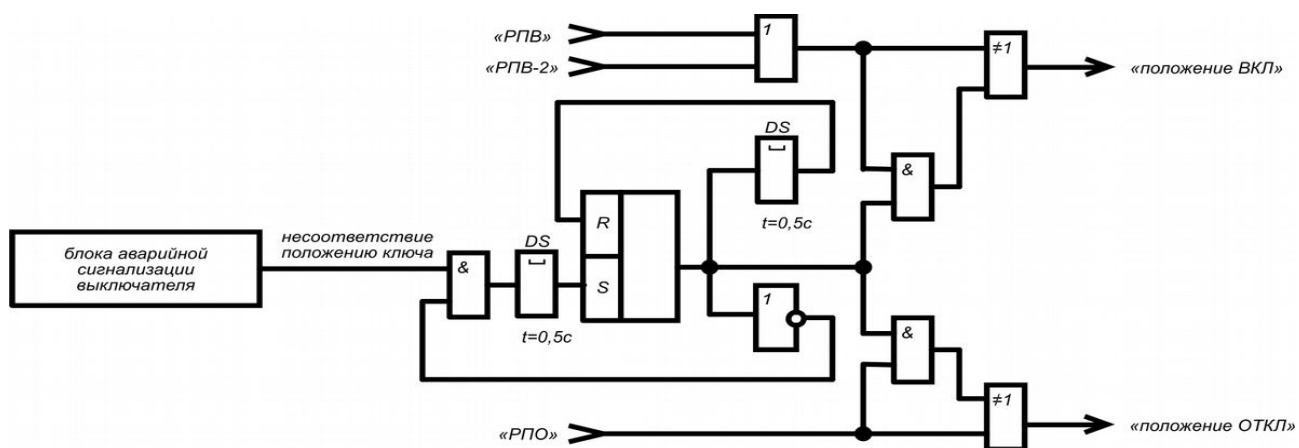 «РПВ»
«РПВ-2»
1
≠1
«положение ВКЛ»
DS
t=0,5с
&
несоответствие
положению ключа
блока аварийной
сигнализации
выключателя
&
DS
t=0,5с
R
S
1
&
≠1
«РПО»
«положение ОТКЛ»